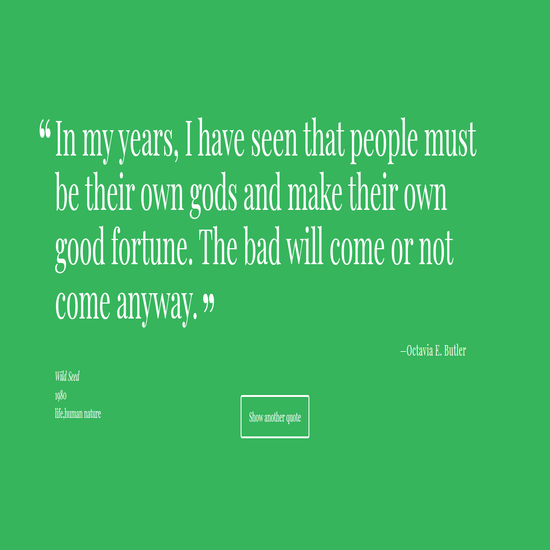 “In my years, I have seen that people must
be their own gods and make their own
good fortune. The bad will come or not
come anyway.”
–Octavia E. Butler
Wild Seed
1980
life,human nature
Show another quote